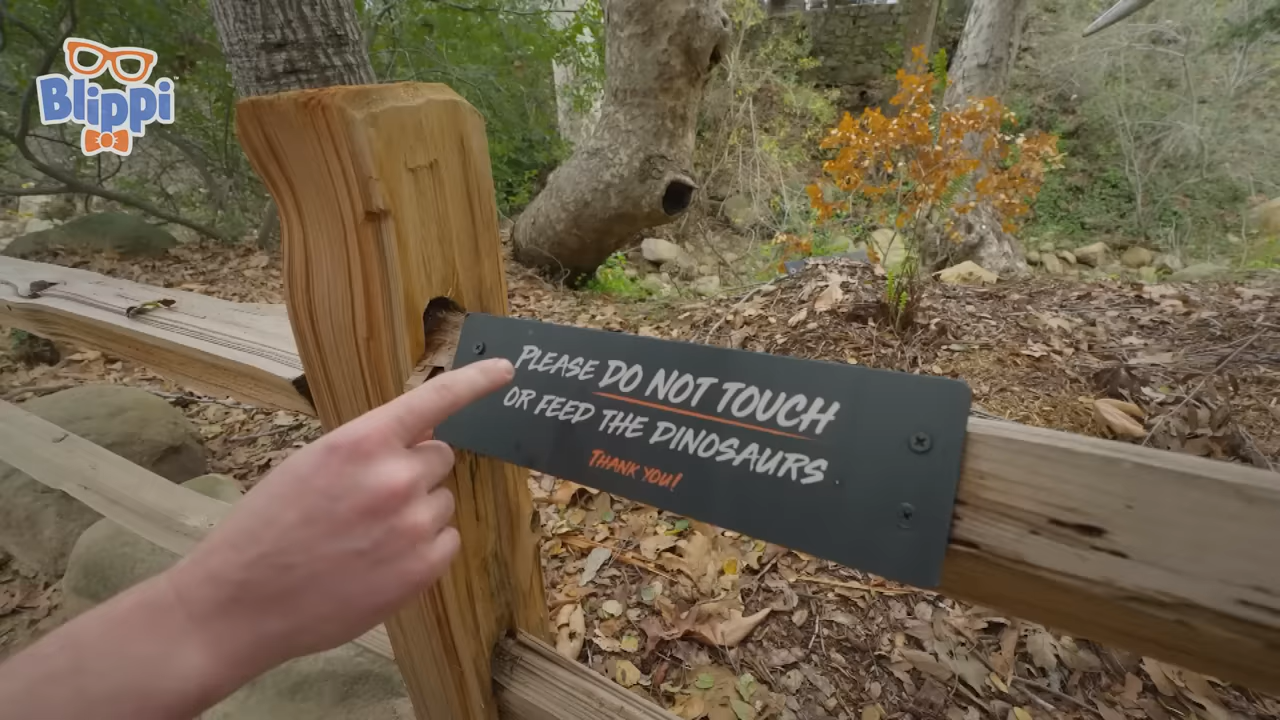 Blippi
PLEASE DO NOT TOUCH
OR FEED THE DINOSAURS
THANK YOU!